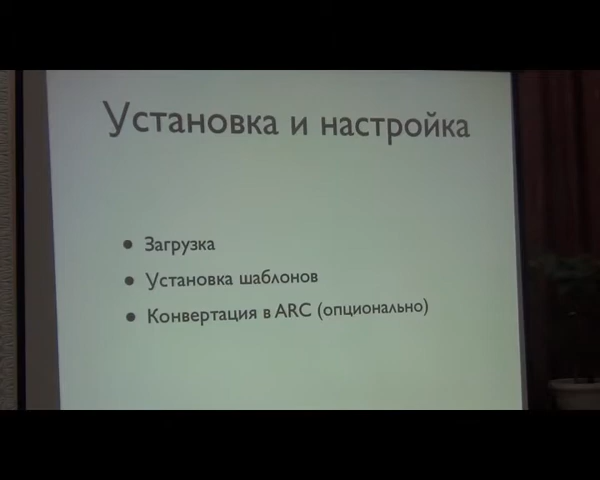 Установка и настройка
• Загрузка
• Установка шаблонов
• Конвертация в ARC (опционально)